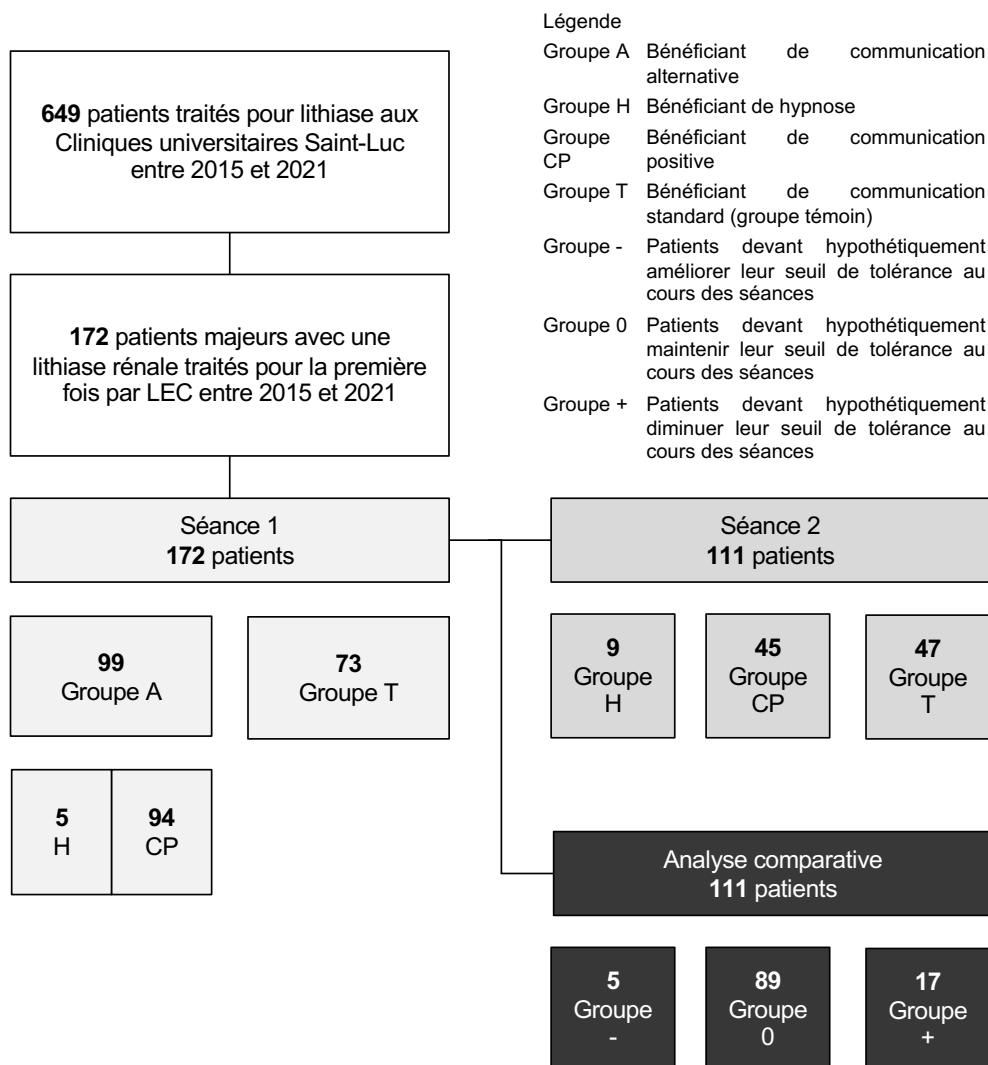 649 patients traités pour lithiase aux
Cliniques universitaires Saint-Luc
entre 2015 et 2021
172 patients majeurs avec une
lithiase rénale traités pour la première
fois par LEC entre 2015 et 2021
Légende
Groupe A Bénéficiant de communication
alternative
Groupe H Bénéficiant de hypnose
Groupe Bénéficiant de communication
CP positive
Groupe T Bénéficiant de communication
standard (groupe témoin)
Groupe - Patients devant hypothétiquement
améliorer leur seuil de tolérance au
cours des séances
Groupe 0 Patients devant hypothétiquement
maintenir leur seuil de tolérance au
cours des séances
Groupe + Patients devant hypothétiquement
diminuer leur seuil de tolérance au
cours des séances
Séance 1
172 patients
99
Groupe A
73
Groupe T
5
H
94
CP
Séance 2
111 patients
9
Groupe
H
45
Groupe
CP
47
Groupe
T
Analyse comparative
111 patients
5
Groupe
-
89
Groupe
0
17
Groupe
+